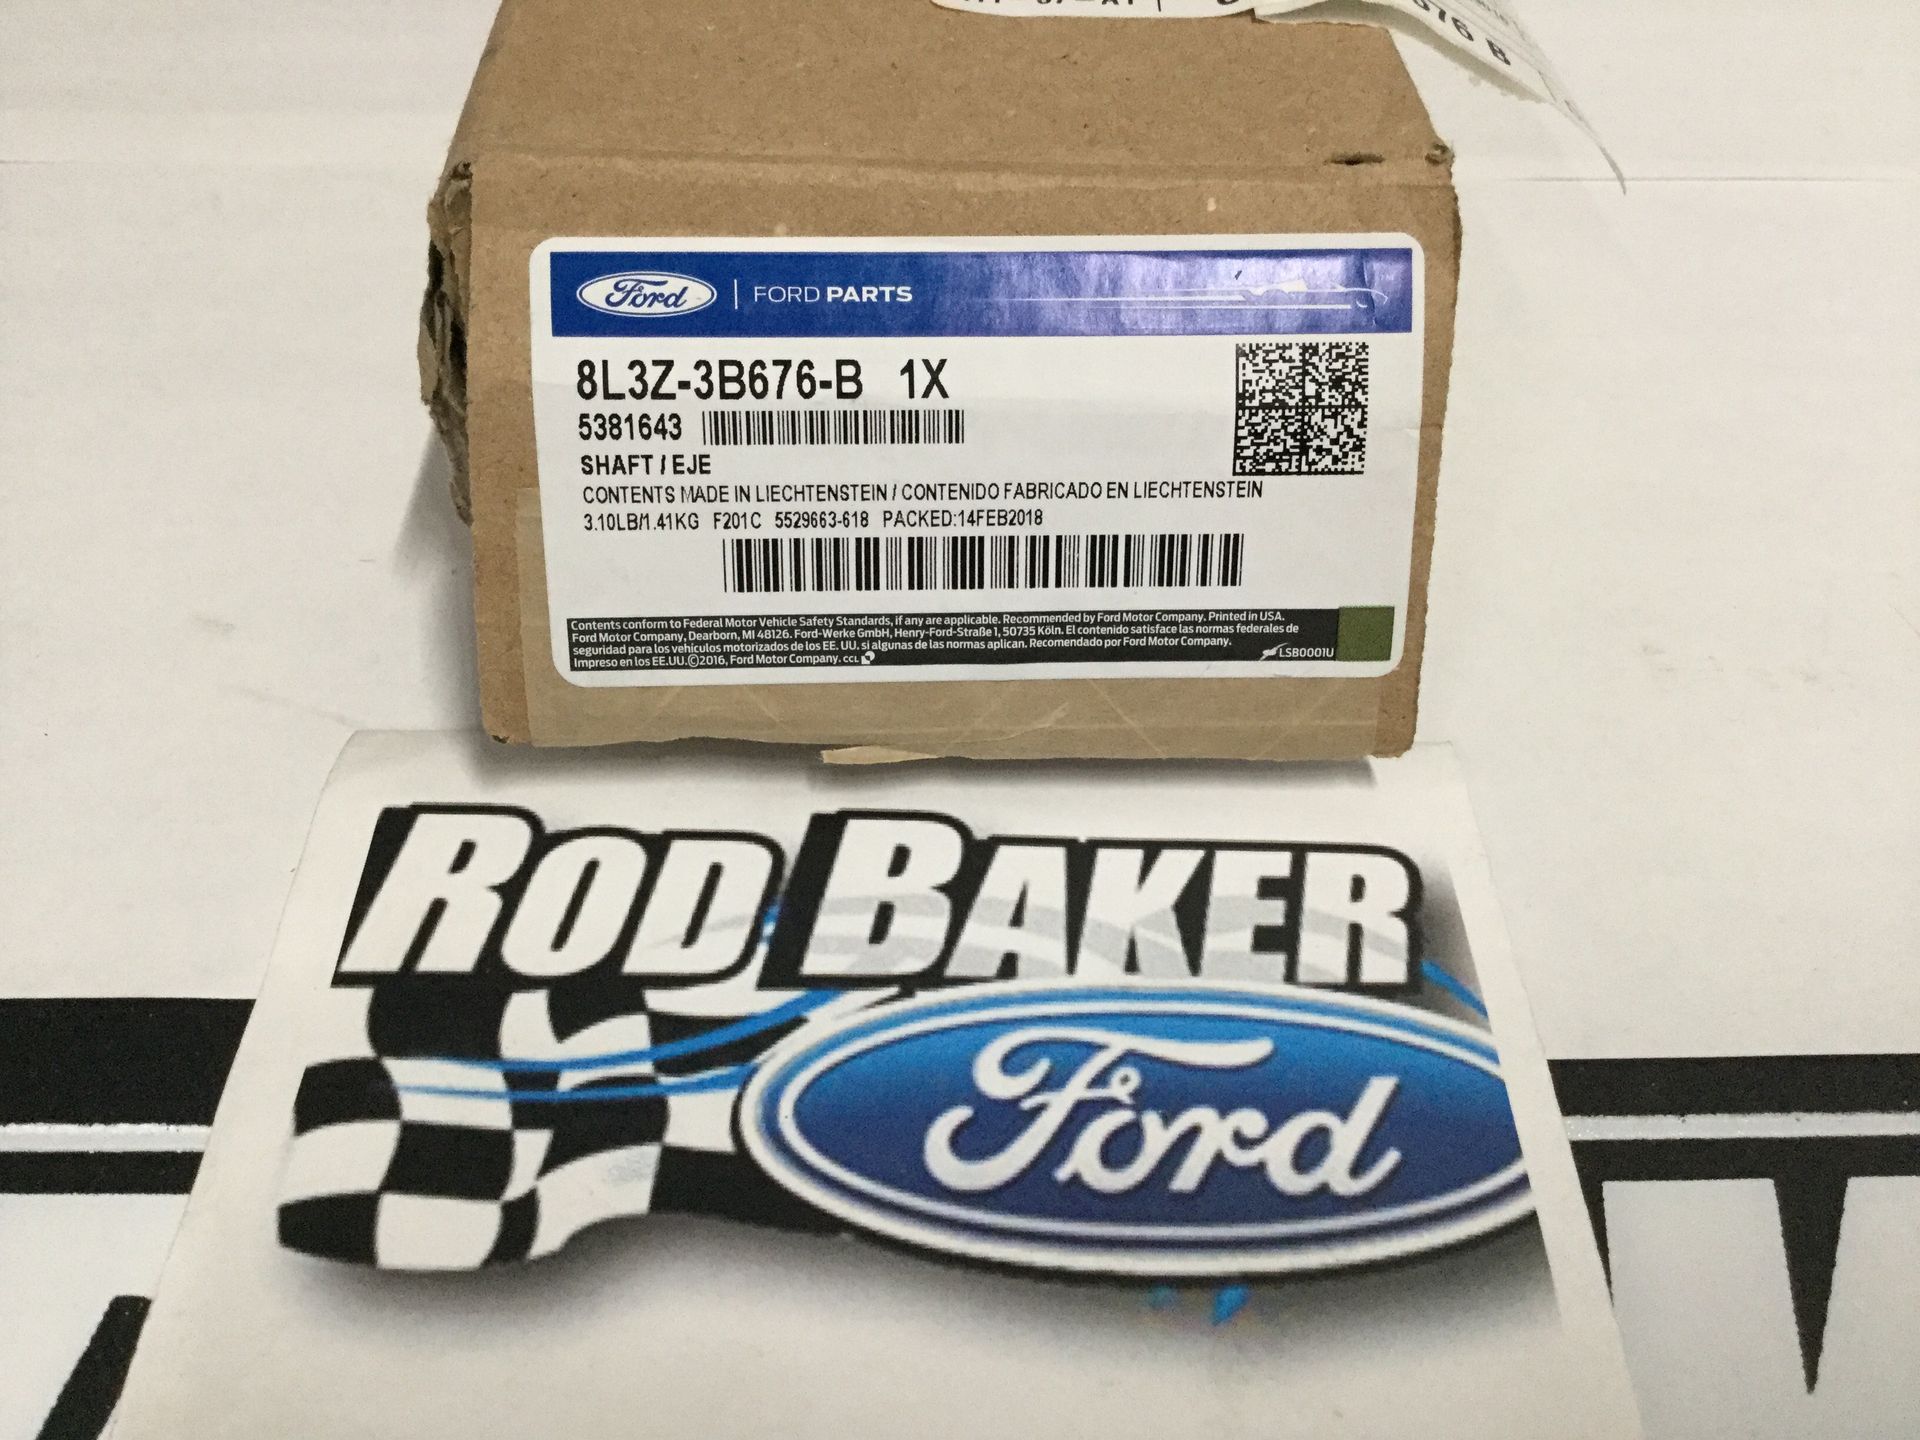 676 B
Ford | FORD PARTS
8L3Z-3B676-B 1X
5381643
SHAFT / EJE
CONTENTS MADE IN LIECHTENSTEIN / CONTENIDO FABRICADO EN LIECHTENSTEIN
3.10LB/1.41KG F201C 5529663-618 PACKED:14FEB2018
Contents conform to Federal Motor Vehicle Safety Standards, if any are applicable. Recommended by Ford Motor Company. Printed in USA.
Ford Motor Company, Dearborn, MI 48126. Ford-Werke GmbH, Henry-Ford-Straße 1, 50735 Köln. El contenido satisface las normas federales de
seguridad para los vehículos motorizados de los EE. UU. si algunas de las normas aplican. Recomendado por Ford Motor Company.
Impreso en los EE.UU.©2016, Ford Motor Company. CCL
LSB0001U
ROD BAKER
Ford